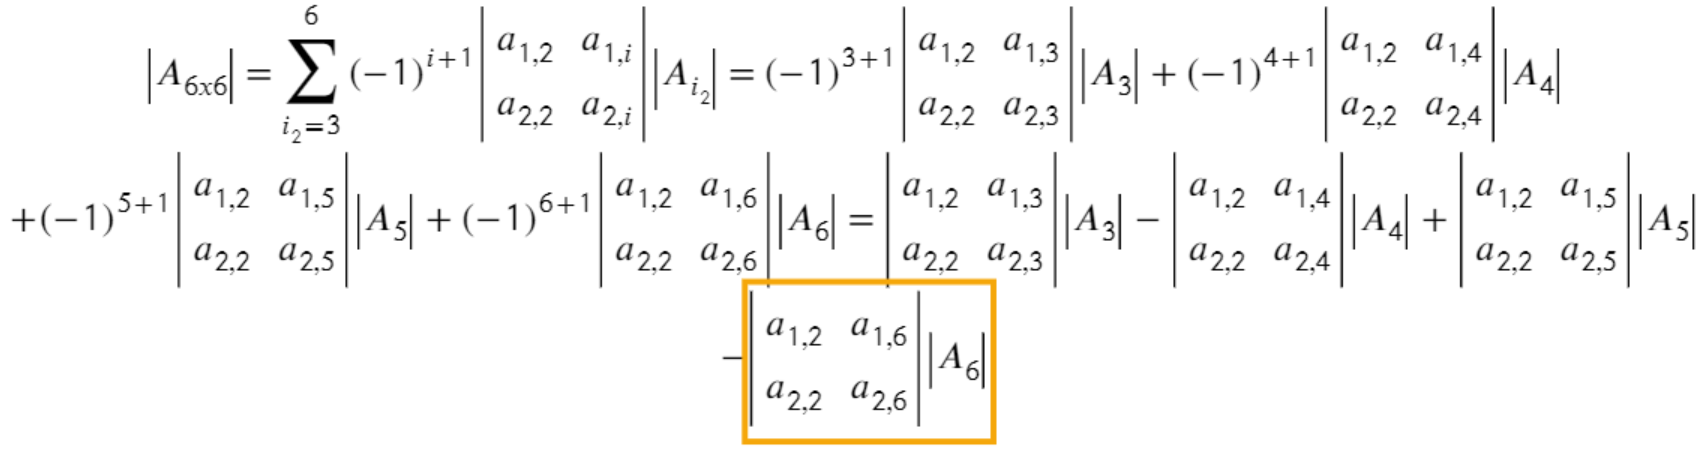 |A_{6x6}| = \sum_{i_2=3}^{6} (-1)^{i+1} \begin{vmatrix} a_{1,2} & a_{1,i} \\ a_{2,2} & a_{2,i} \end{vmatrix} |A_{i_2}| = (-1)^{3+1} \begin{vmatrix} a_{1,2} & a_{1,3} \\ a_{2,2} & a_{2,3} \end{vmatrix} |A_3| + (-1)^{4+1} \begin{vmatrix} a_{1,2} & a_{1,4} \\ a_{2,2} & a_{2,4} \end{vmatrix} |A_4|
+(-1)^{5+1} \begin{vmatrix} a_{1,2} & a_{1,5} \\ a_{2,2} & a_{2,5} \end{vmatrix} |A_5| + (-1)^{6+1} \begin{vmatrix} a_{1,2} & a_{1,6} \\ a_{2,2} & a_{2,6} \end{vmatrix} |A_6| = \begin{vmatrix} a_{1,2} & a_{1,3} \\ a_{2,2} & a_{2,3} \end{vmatrix} |A_3| - \begin{vmatrix} a_{1,2} & a_{1,4} \\ a_{2,2} & a_{2,4} \end{vmatrix} |A_4| + \begin{vmatrix} a_{1,2} & a_{1,5} \\ a_{2,2} & a_{2,5} \end{vmatrix} |A_5|
- \begin{vmatrix} a_{1,2} & a_{1,6} \\ a_{2,2} & a_{2,6} \end{vmatrix} |A_6|